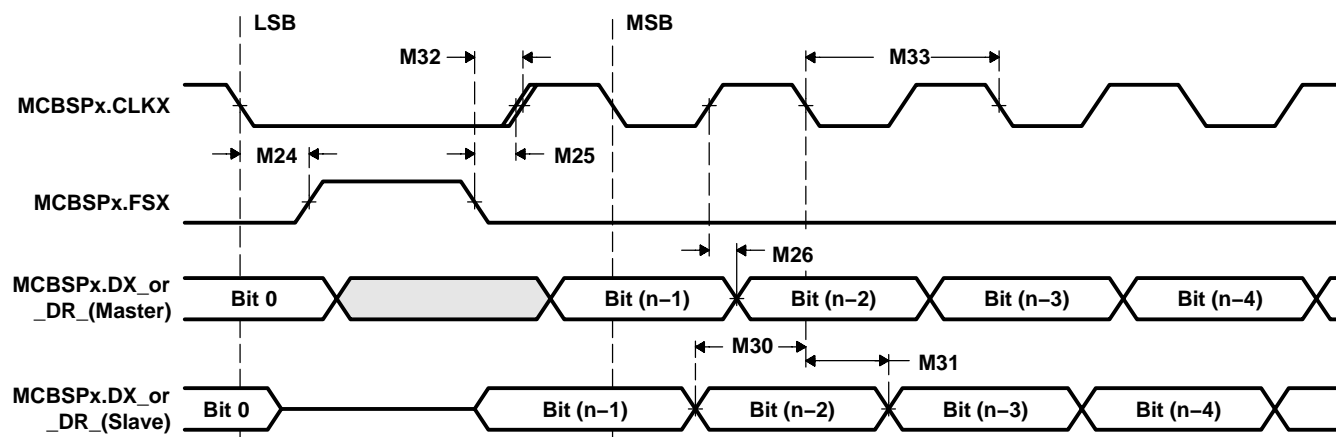 LSB
MSB
M32
M33
MCBSPx.CLKX
M24
M25
MCBSPx.FSX
M26
MCBSPx.DX_or
_DR_(Master)
Bit 0
Bit (n−1)
Bit (n−2)
Bit (n−3)
Bit (n−4)
M30
M31
MCBSPx.DX_or
_DR_(Slave)
Bit 0
Bit (n−1)
Bit (n−2)
Bit (n−3)
Bit (n−4)